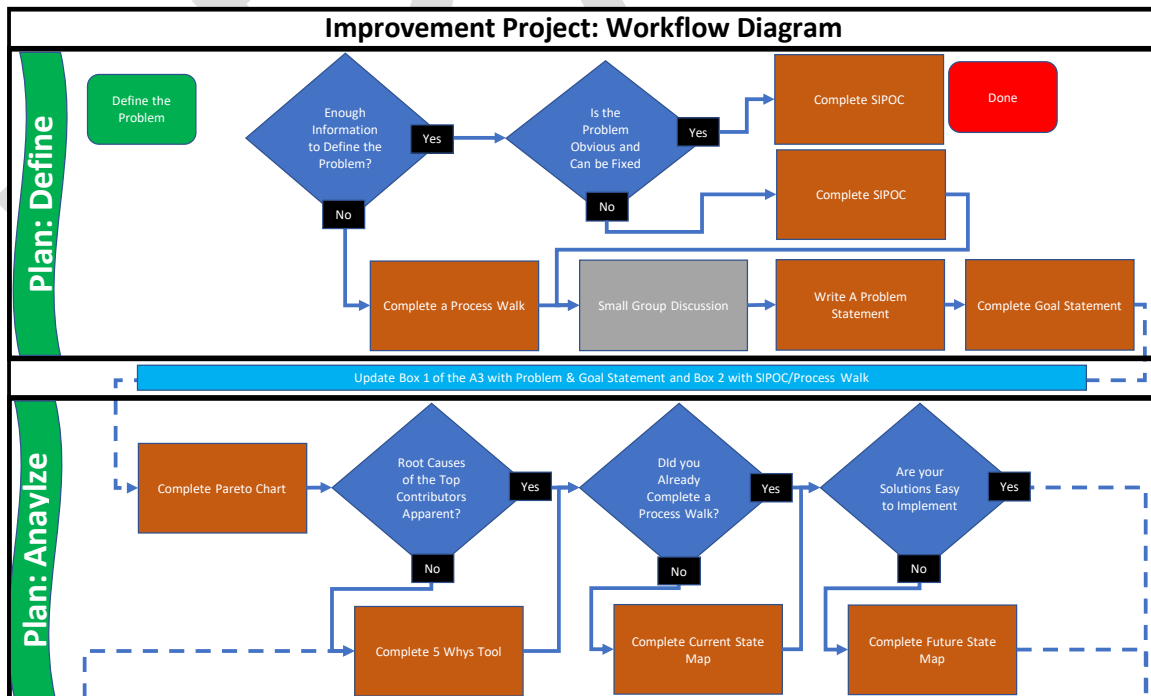 Improvement Project: Workflow Diagram
Plan: Define
Define the
Problem
Enough
Information
to Define the
Problem?
Yes
No
Is the
Problem
Obvious and
Can be Fixed
Yes
No
Complete SIPOC
Done
Complete SIPOC
Complete a Process Walk
Small Group Discussion
Write A Problem
Statement
Complete Goal Statement
Update Box 1 of the A3 with Problem & Goal Statement and Box 2 with SIPOC/Process Walk
Plan: Anaylze
Complete Pareto Chart
Root Causes
of the Top
Contributors
Apparent?
Yes
No
DId you
Already
Complete a
Process Walk?
Yes
No
Are your
Solutions Easy
to Implement
Yes
No
Complete 5 Whys Tool
Complete Current State
Map
Complete Future State
Map